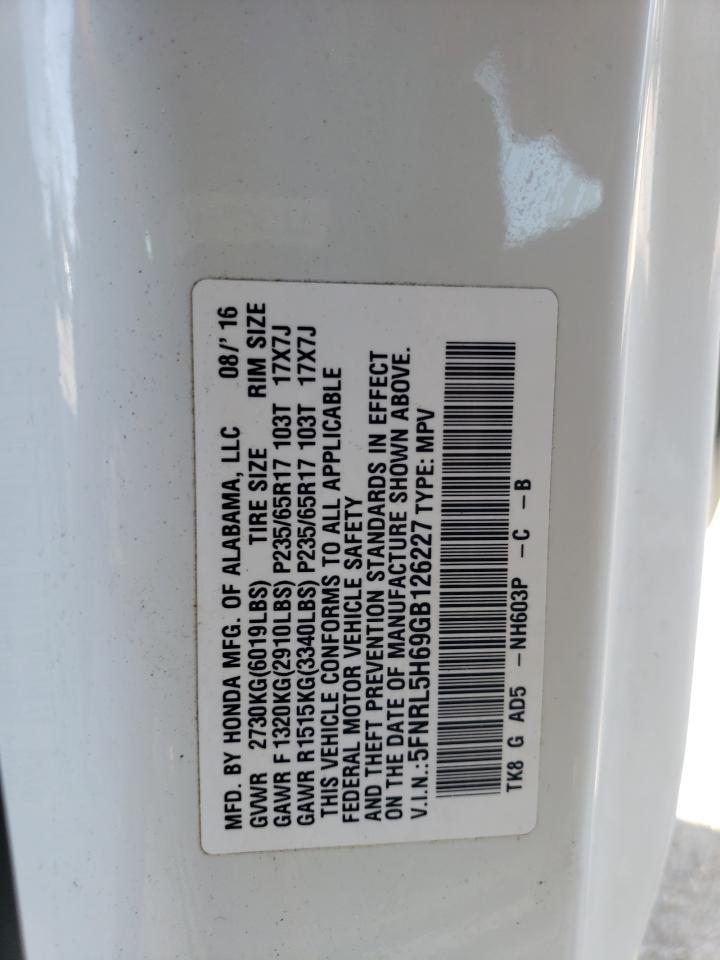 MFD. BY HONDA MFG. OF ALABAMA, LLC 08/'16
GVWR 2730KG(6019LBS) TIRE SIZE RIM SIZE
GAWR F 1320KG(2910LBS) P235/65R17 103T 17X7J
GAWR R 1515KG(3340LBS) P235/65R17 103T 17X7J
THIS VEHICLE CONFORMS TO ALL APPLICABLE
FEDERAL MOTOR VEHICLE SAFETY
AND THEFT PREVENTION STANDARDS IN EFFECT
ON THE DATE OF MANUFACTURE SHOWN ABOVE.
V.I.N.:5FNRL5H69GB126227 TYPE: MPV
TK8 G AD5 -NH603P -C -B